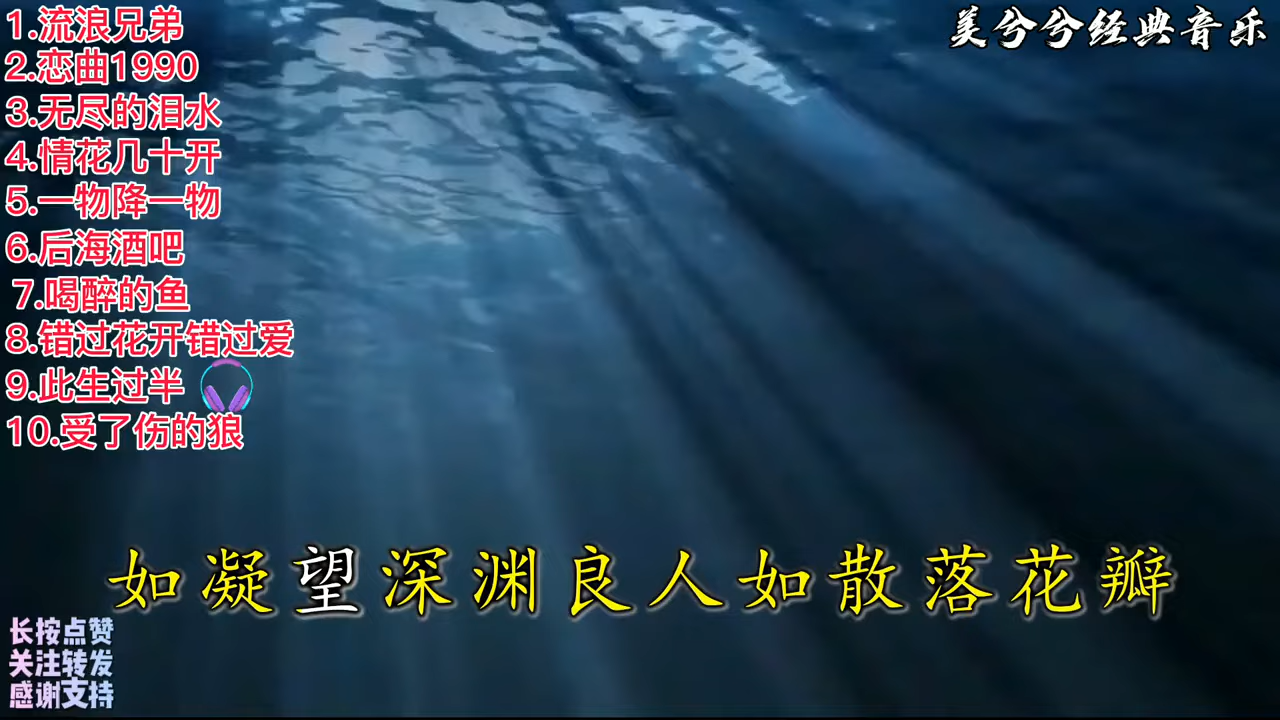 1.流浪兄弟
2.恋曲1990
3.无尽的泪水
4.情花几十开
5.一物降一物
6.后海酒吧
7.喝醉的鱼
8.错过花开错过爱
9.此生过半
10.受了伤的狼
美兮兮经典音乐
如凝望深渊良人如散落花瓣
长按点赞
关注转发
感谢支持